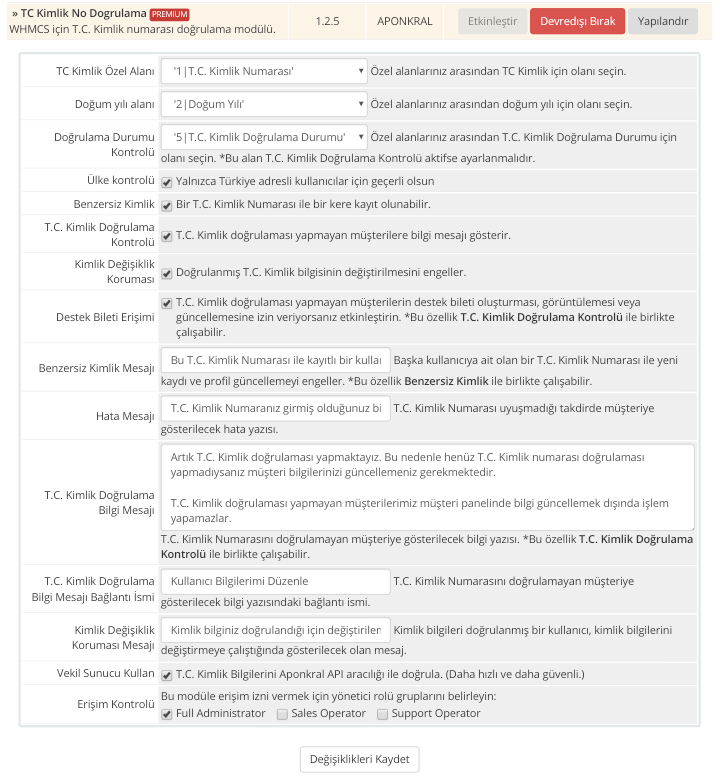 » TC Kimlik No Dogrulama PREMIUM
WHMCS için T.C. Kimlik numarası doğrulama modülü.
1.2.5
APONKRAL
Etkinleştir
Devredışı Bırak
Yapılandır
TC Kimlik Özel Alanı
'1|T.C. Kimlik Numarası'
Özel alanlarınız arasından TC Kimlik için olanı seçin.
Doğum yılı alanı
'2|Doğum Yılı'
Özel alanlarınız arasından doğum yılı için olanı seçin.
Doğrulama Durumu
Kontrolü
'5|T.C. Kimlik Doğrulama Durumu'
Özel alanlarınız arasından T.C. Kimlik Doğrulama Durumu için
olanı seçin. *Bu alan T.C. Kimlik Doğrulama Kontrolü aktifse ayarlanmalıdır.
Ülke kontrolü
Yalnızca Türkiye adresli kullanıcılar için geçerli olsun
Benzersiz Kimlik
Bir T.C. Kimlik Numarası ile bir kere kayıt olunabilir.
T.C. Kimlik Doğrulama
Kontrolü
T.C. Kimlik doğrulaması yapmayan müşterilere bilgi mesajı gösterir.
Kimlik Değişiklik
Koruması
Doğrulanmış T.C. Kimlik bilgisinin değiştirilmesini engeller.
Destek Bileti Erişimi
T.C. Kimlik doğrulaması yapmayan müşterilerin destek bileti oluşturması, görüntülemesi veya
güncellemesine izin veriyorsanız etkinleştirin. *Bu özellik T.C. Kimlik Doğrulama Kontrolü ile birlikte
çalışabilir.
Benzersiz Kimlik Mesajı
Bu T.C. Kimlik Numarası ile kayıtlı bir kullaı
Başka kullanıcıya ait olan bir T.C. Kimlik Numarası ile yeni
kaydı ve profil güncellemeyi engeller. *Bu özellik Benzersiz Kimlik ile birlikte çalışabilir.
Hata Mesajı
T.C. Kimlik Numaranız girmiş olduğunuz bi
T.C. Kimlik Numarası uyuşmadığı takdirde müşteriye
gösterilecek hata yazısı.
T.C. Kimlik Doğrulama
Bilgi Mesajı
Artık T.C. Kimlik doğrulaması yapmaktayız. Bu nedenle henüz T.C. Kimlik numarası doğrulaması
yapmadıysanız müşteri bilgilerinizi güncellemeniz gerekmektedir.
T.C. Kimlik doğrulaması yapmayan müşterilerimiz müşteri panelinde bilgi güncellemek dışında işlem
yapamazlar.
T.C. Kimlik Numarasını doğrulamayan müşteriye gösterilecek bilgi yazısı. *Bu özellik T.C. Kimlik Doğrulama
Kontrolü ile birlikte çalışabilir.
T.C. Kimlik Doğrulama
Bilgi Mesajı Bağlantı İsmi
Kullanıcı Bilgilerimi Düzenle
T.C. Kimlik Numarasını doğrulamayan müşteriye
gösterilecek bilgi yazısındaki bağlantı ismi.
Kimlik Değişiklik
Koruması Mesajı
Kimlik bilginiz doğrulandığı için değiştirilen
Kimlik bilgileri doğrulanmış bir kullanıcı, kimlik bilgilerini
değiştirmeye çalıştığında gösterilecek olan mesaj.
Vekil Sunucu Kullan
T.C. Kimlik Bilgilerini Aponkral API aracılığı ile doğrula. (Daha hızlı ve daha güvenli.)
Erişim Kontrolü
Bu modüle erişim izni vermek için yönetici rolü gruplarını belirleyin:
Full Administrator
Sales Operator
Support Operator
Değişiklikleri Kaydet